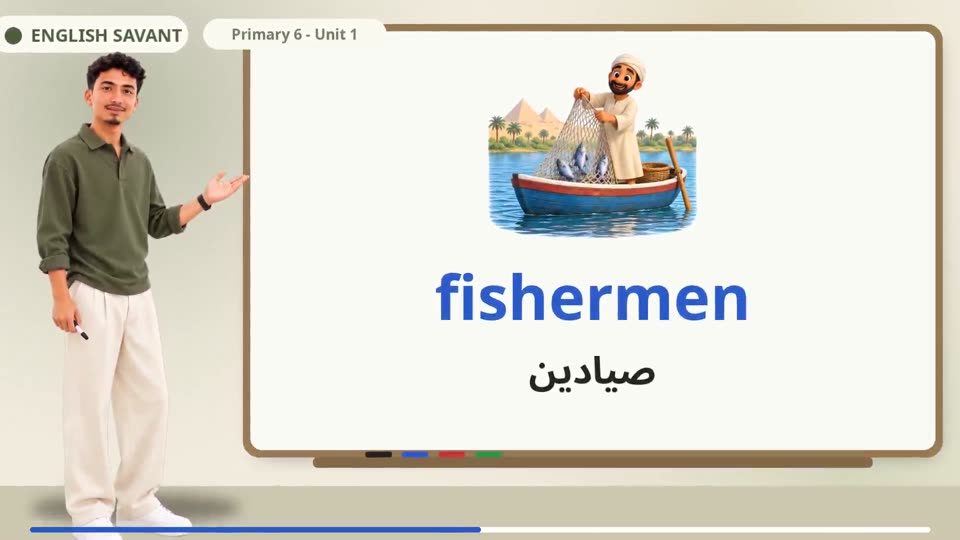 ENGLISH SAVANT
Primary 6 - Unit 1
fishermen
صيادين